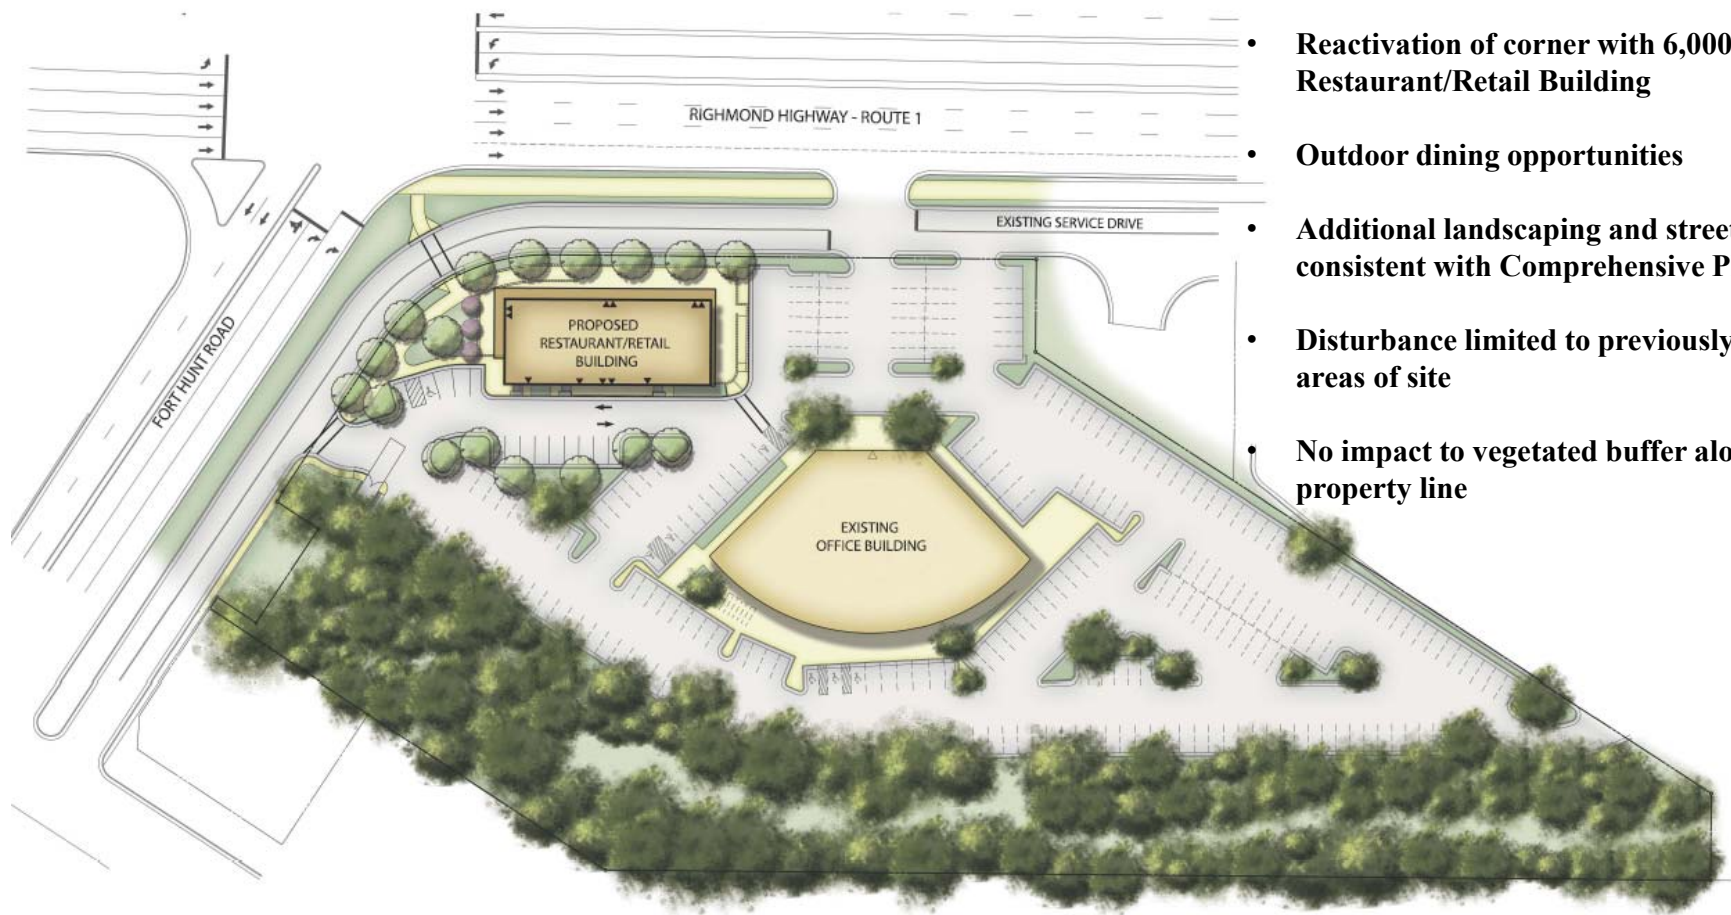 RIGHMOND HIGHWAY - ROUTE 1
EXISTING SERVICE DRIVE
FORT HUNT ROAD
PROPOSED
RESTAURANT/RETAIL
BUILDING
EXISTING
OFFICE BUILDING
• Reactivation of corner with 6,000
Restaurant/Retail Building
• Outdoor dining opportunities
• Additional landscaping and street
consistent with Comprehensive P
• Disturbance limited to previously
areas of site
• No impact to vegetated buffer alo
property line